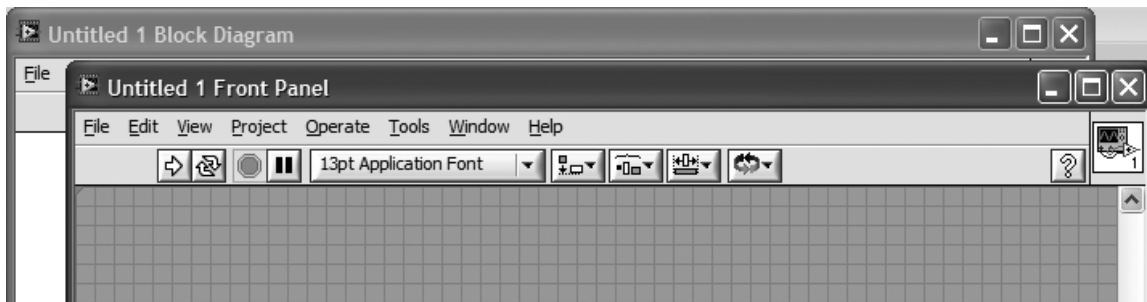 Untitled 1 Block Diagram
File
Untitled 1 Front Panel
File Edit View Project Operate Tools Window Help
13pt Application Font
?
1